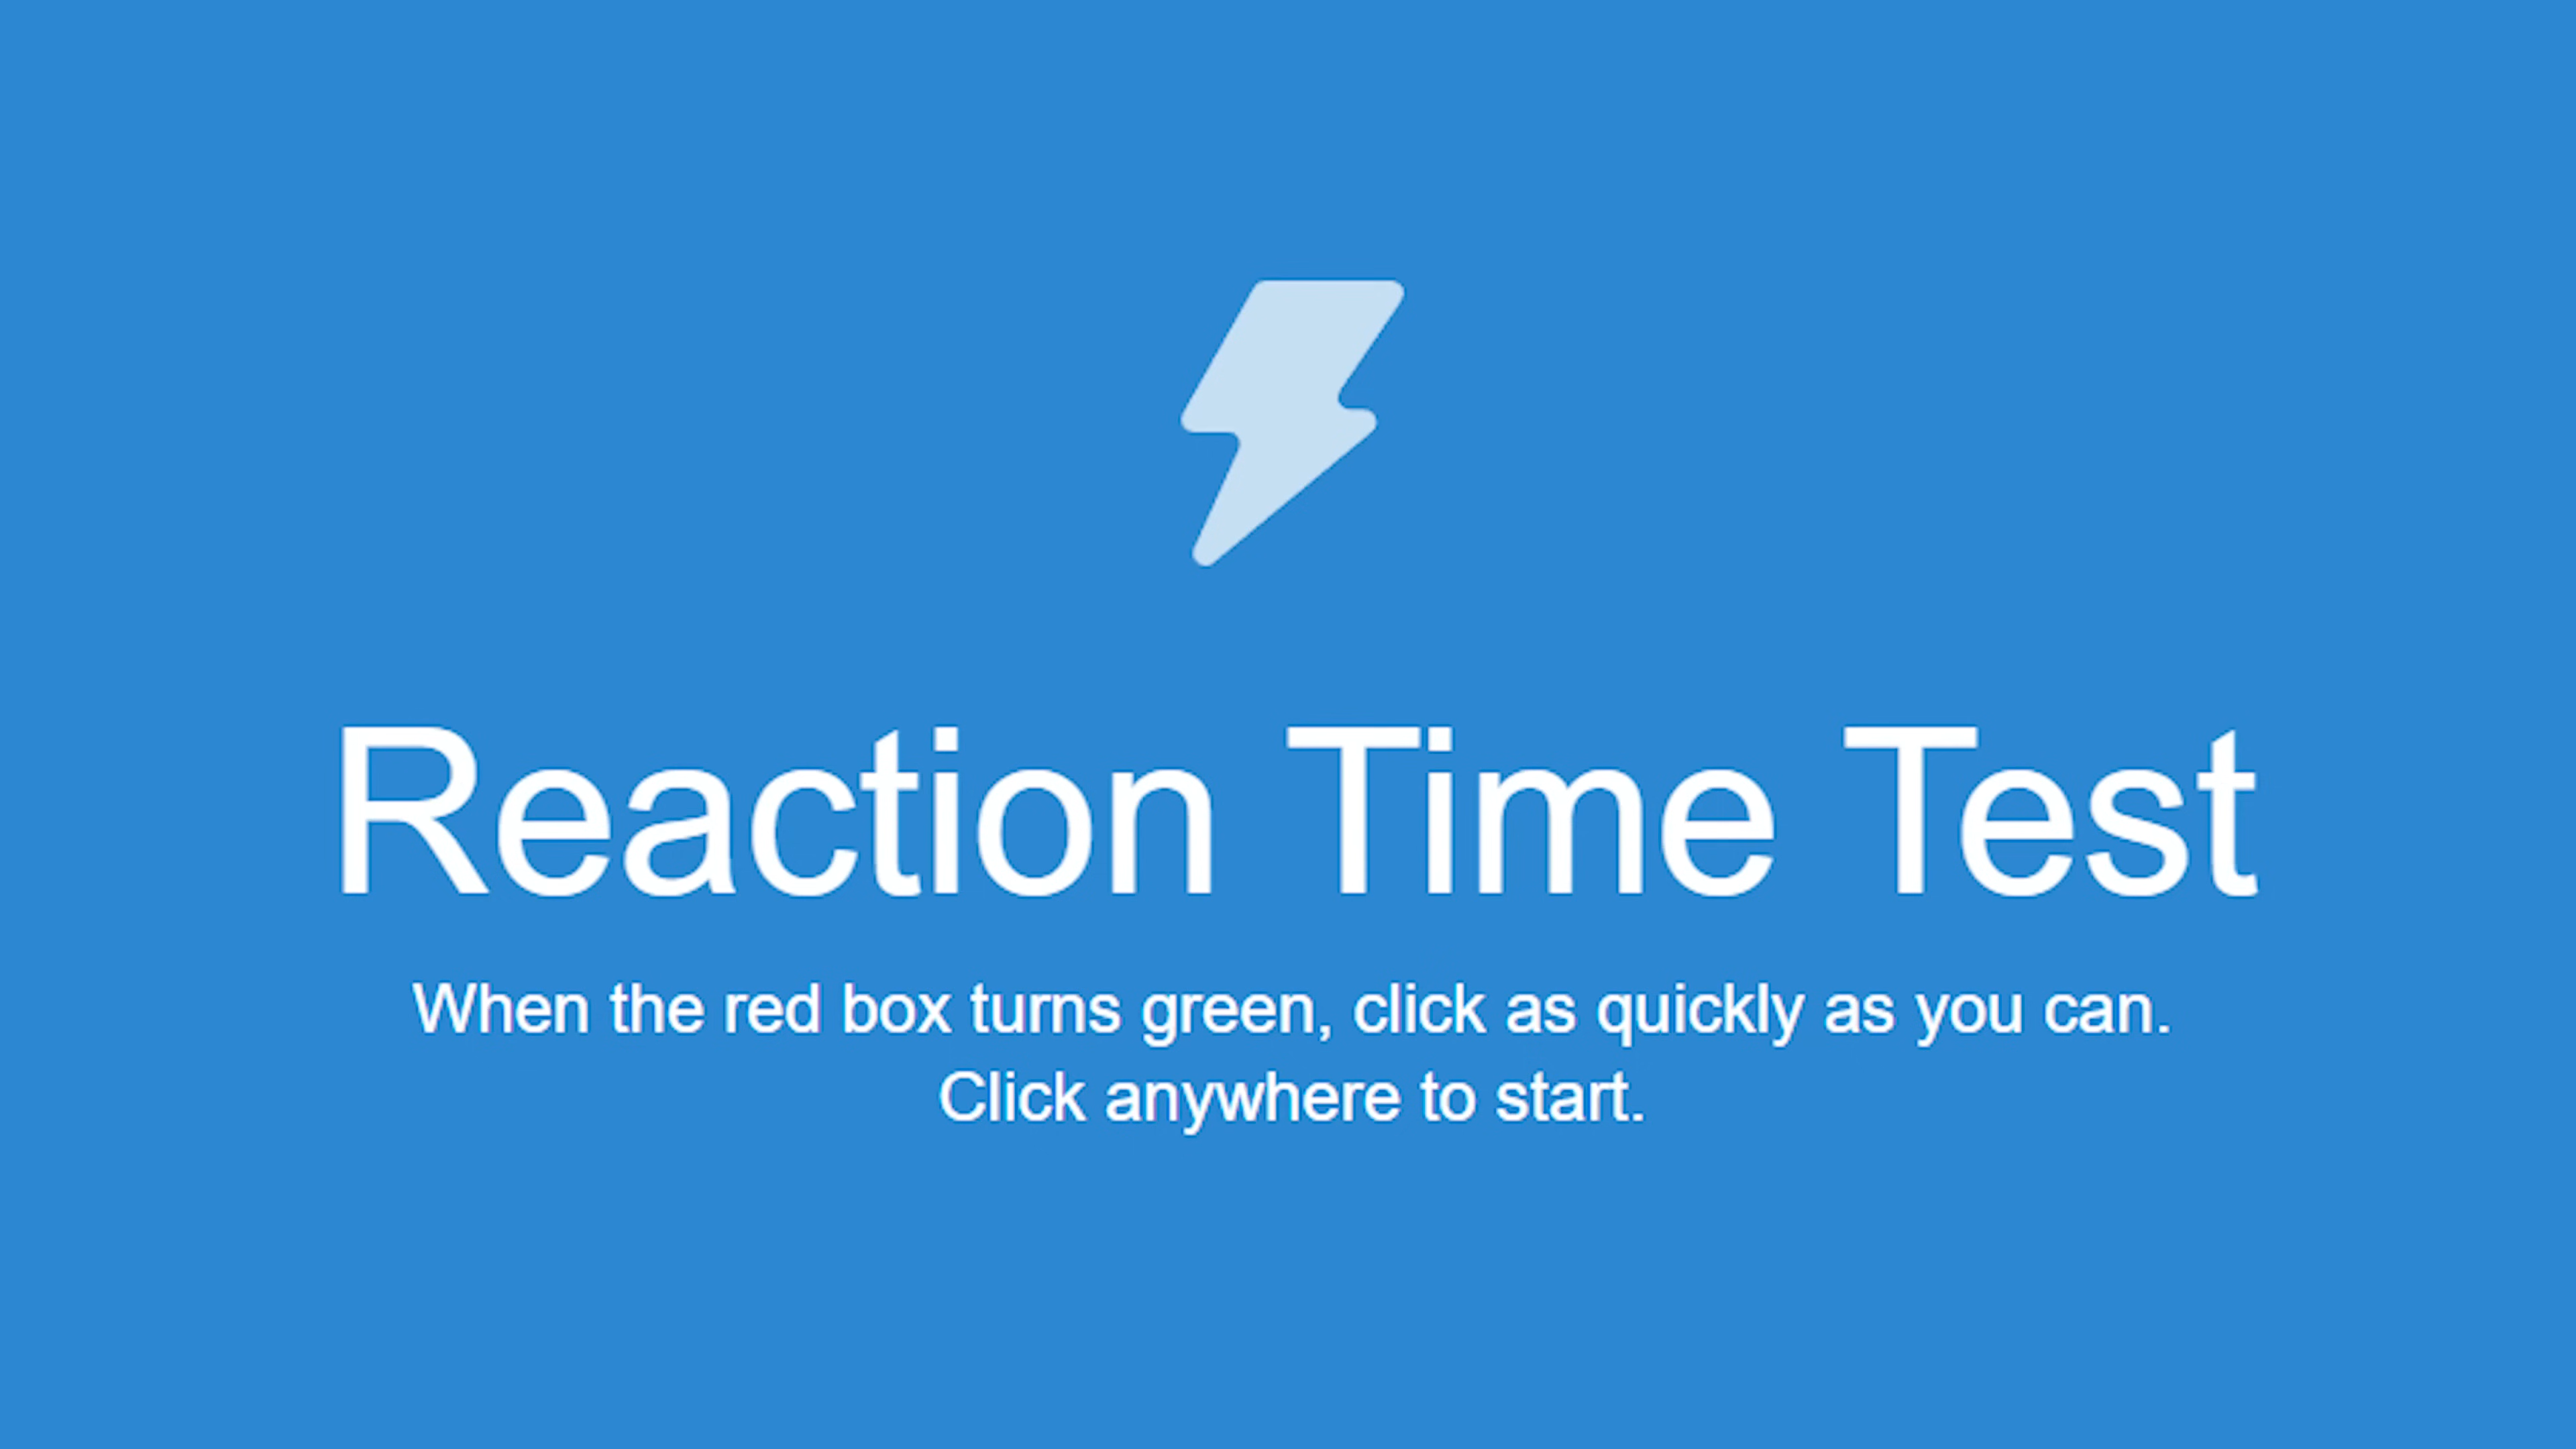 Reaction Time Test
When the red box turns green, click as quickly as you can.
Click anywhere to start.